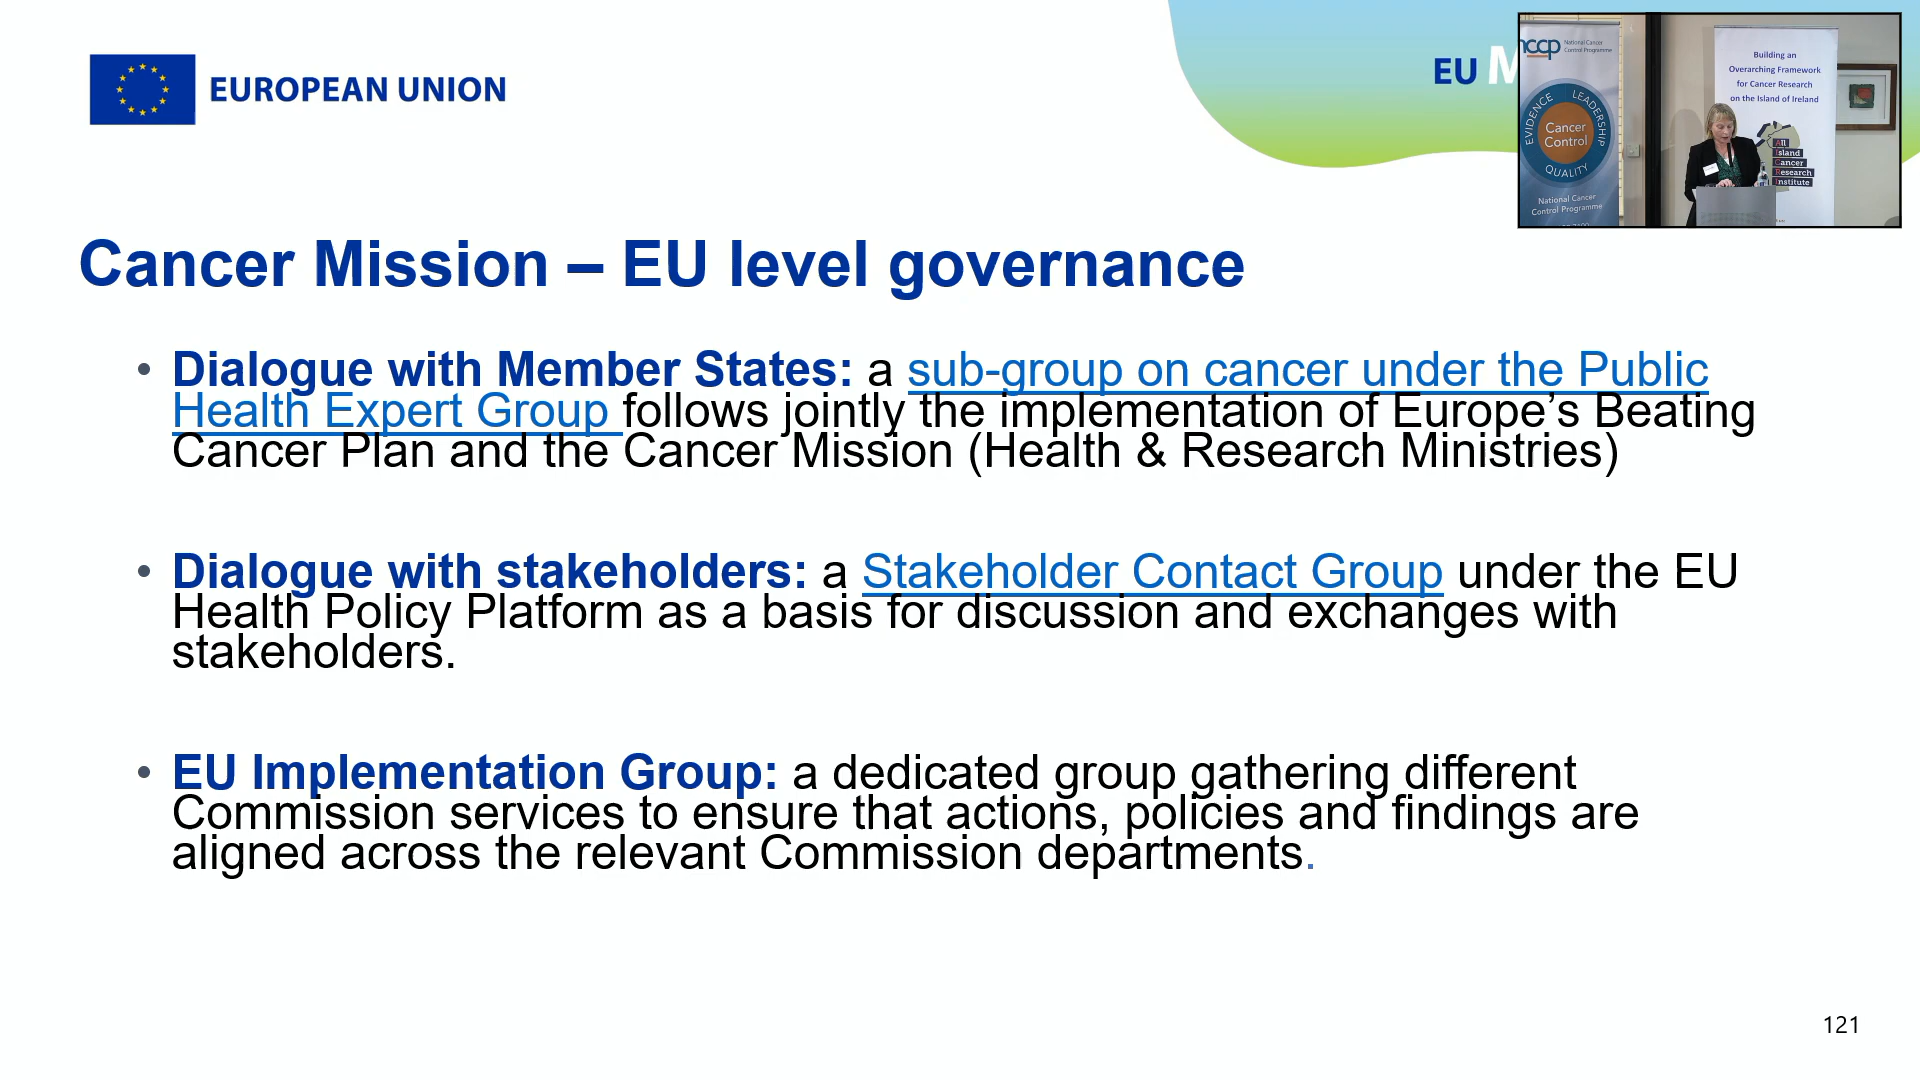 EUROPEAN UNION
EU M
nccp National Cancer
Control Programme
EVIDENCE LEADERSHIP
Cancer
Control
QUALITY
National Cancer
Control Programme
Building an
Overarching Framework
for Cancer Research
on the Island of Ireland
All
Island
Cancer
Research
Institute
Cancer Mission – EU level governance
• Dialogue with Member States: a sub-group on cancer under the Public
Health Expert Group follows jointly the implementation of Europe’s Beating
Cancer Plan and the Cancer Mission (Health & Research Ministries)
• Dialogue with stakeholders: a Stakeholder Contact Group under the EU
Health Policy Platform as a basis for discussion and exchanges with
stakeholders.
• EU Implementation Group: a dedicated group gathering different
Commission services to ensure that actions, policies and findings are
aligned across the relevant Commission departments.
121